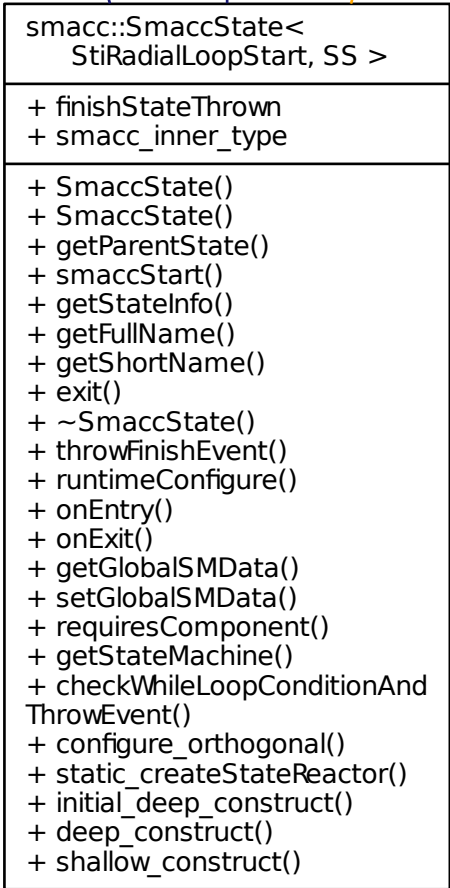 smacc::SmaccState<
StiRadialLoopStart, SS >
+ finishStateThrown
+ smacc_inner_type
+ SmaccState()
+ SmaccState()
+ getParentState()
+ smaccStart()
+ getStateInfo()
+ getFullName()
+ getShortName()
+ exit()
+ ~SmaccState()
+ throwFinishEvent()
+ runtimeConfigure()
+ onEntry()
+ onExit()
+ getGlobalSMData()
+ setGlobalSMData()
+ requiresComponent()
+ getStateMachine()
+ checkWhileLoopConditionAnd
ThrowEvent()
+ configure_orthogonal()
+ static_createStateReactor()
+ initial_deep_construct()
+ deep_construct()
+ shallow_construct()